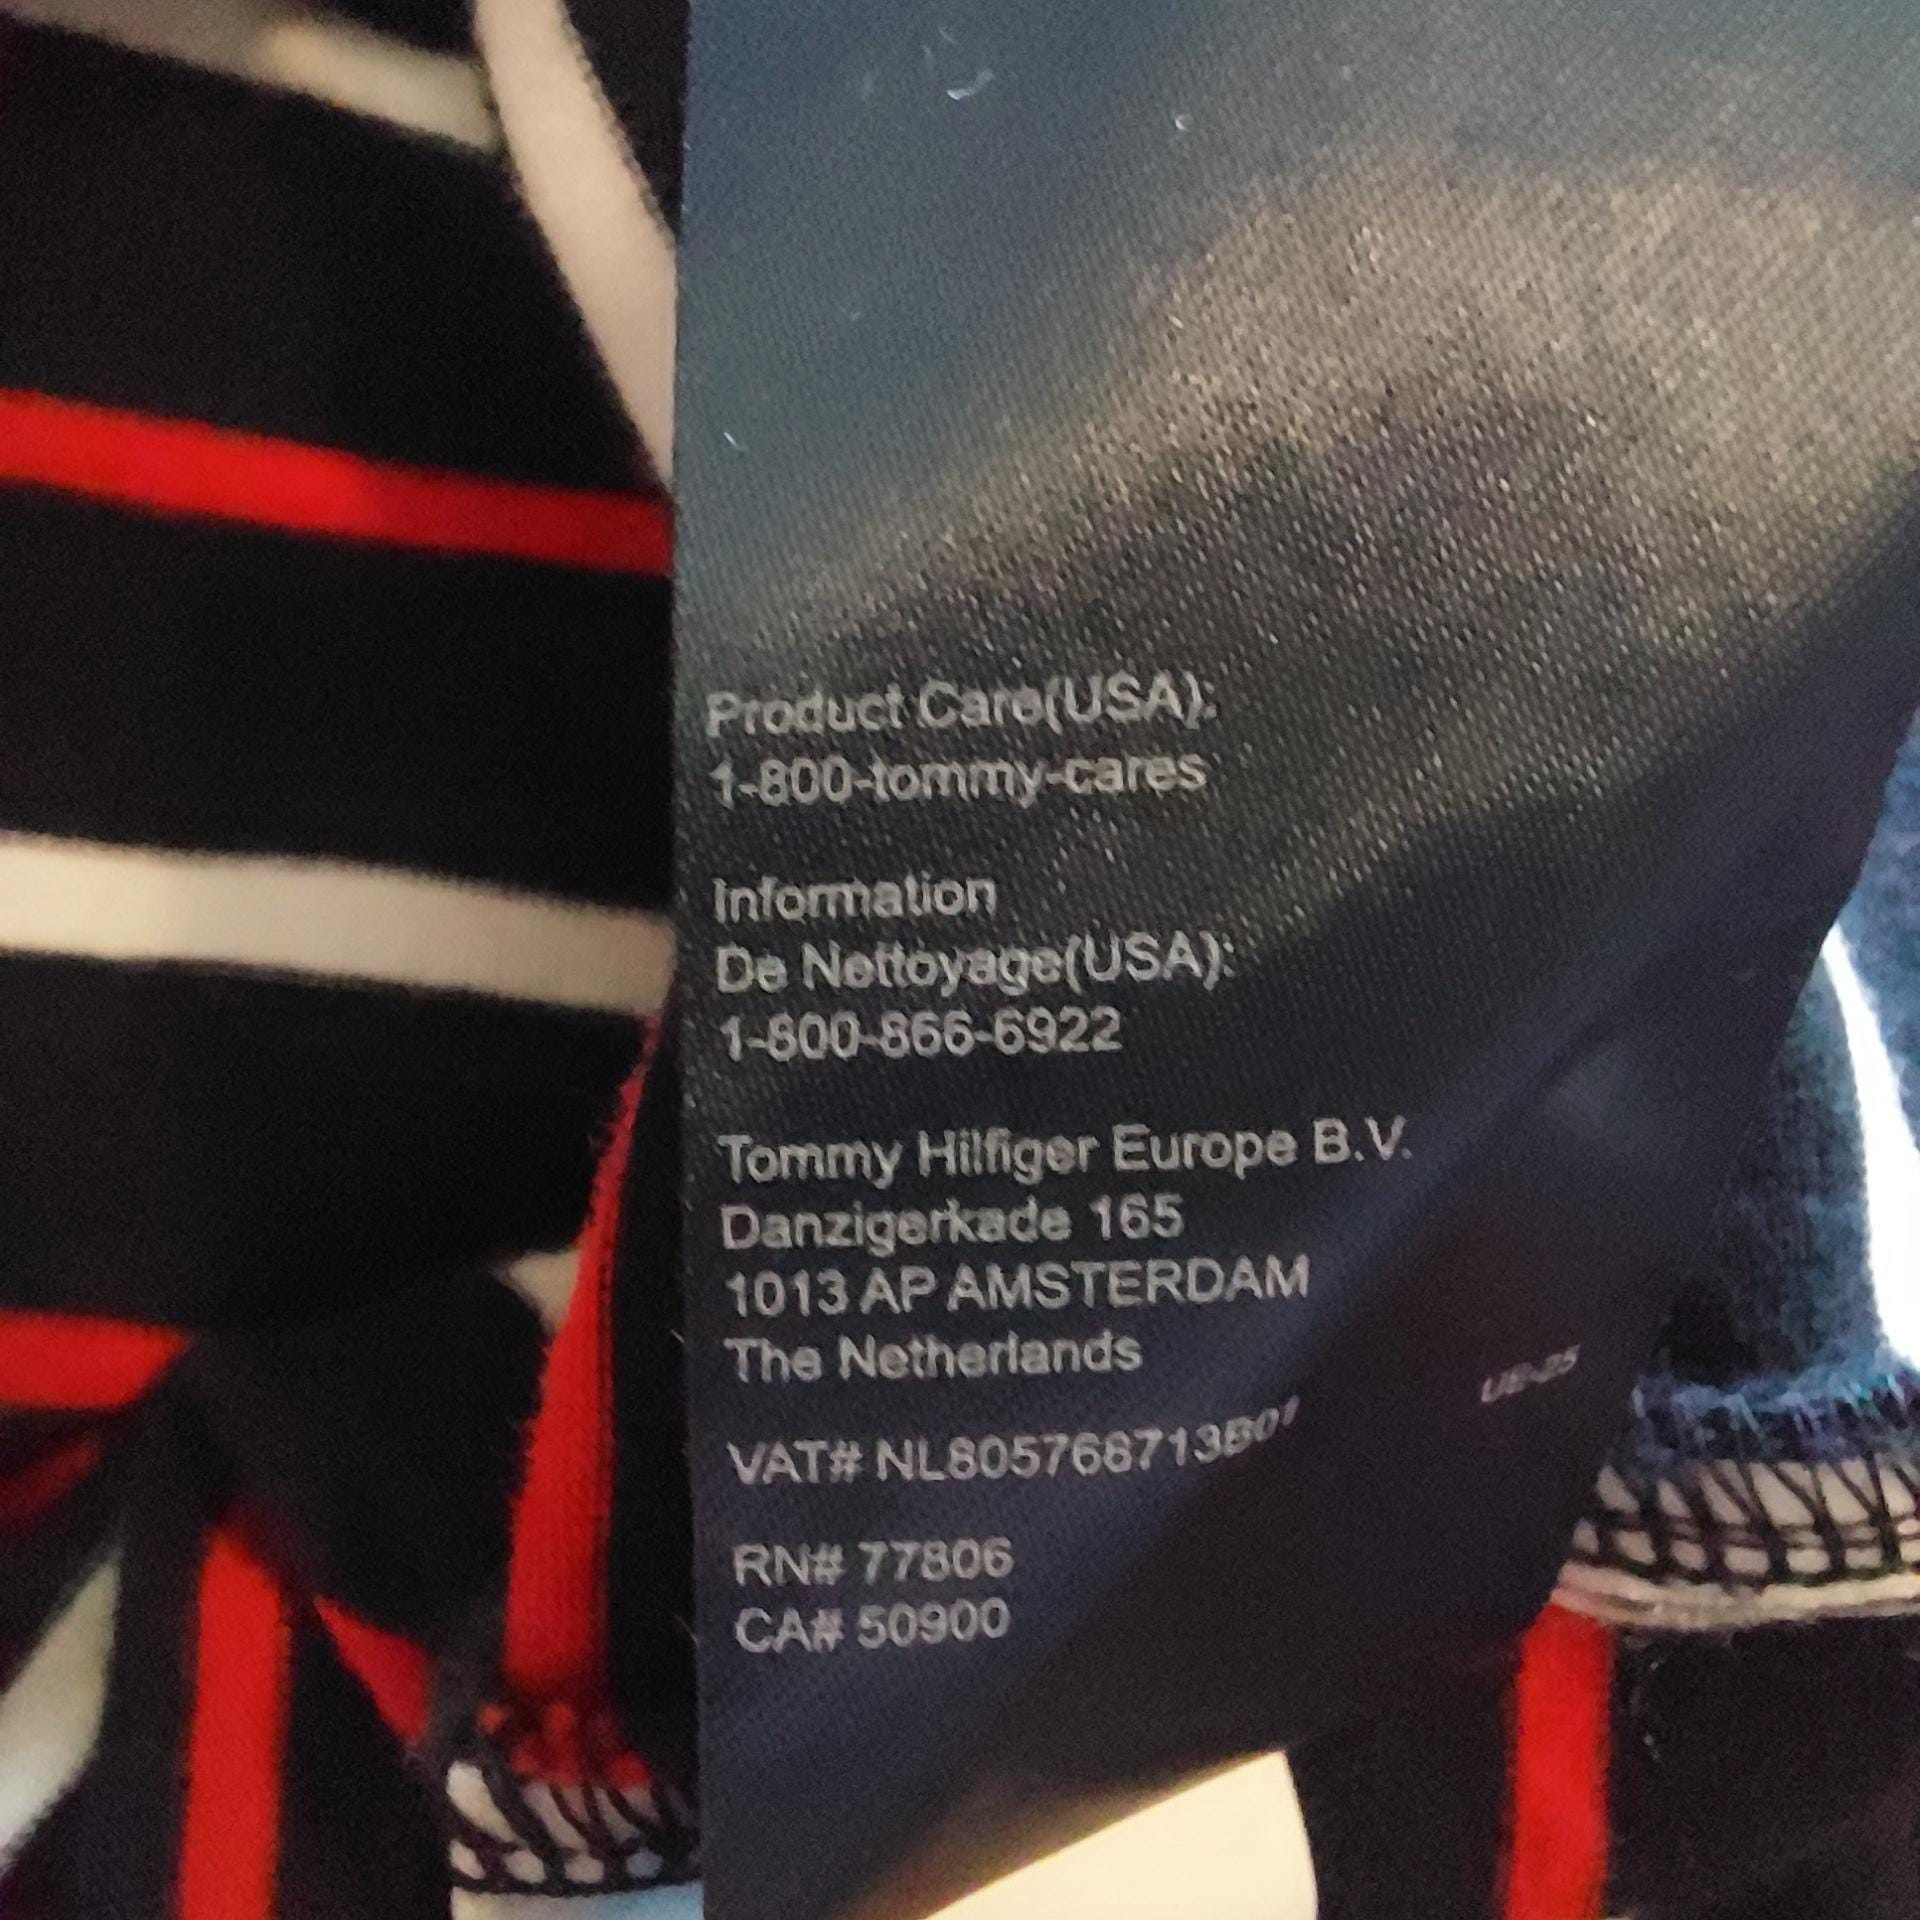 Product Care(USA):
1-800-tommy-cares
Information
De Nettoyage(USA):
1-800-866-6922
Tommy Hilfiger Europe B.V.
Danzigerkade 165
1013 AP AMSTERDAM
The Netherlands
VAT# NL805768713B01
RN# 77806
CA# 50900